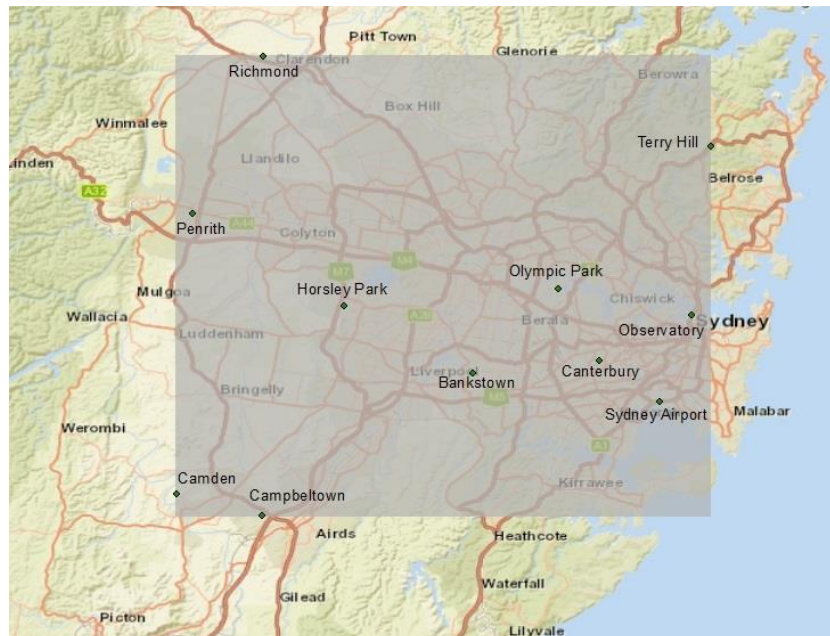 Pitt Town
Glenorie
Clarendon
Richmond
Berowra
Box Hill
Winmalee
Terry Hill
Llandilo
Linden
Belrose
A32
Penrith
A44
Colyton
M4
M7
Olympic Park
Mulgoa
Horsley Park
Chiswick
Wallacia
Berala
Sydney
Observatory
Luddenham
Liverpool
Canterbury
Bankstown
Bringelly
M5
Sydney Airport
Malabar
Werombi
A1
Camden
Kirrawee
Campbeltown
Airds
Heathcote
Waterfall
Gilead
Picton
Lilyvale